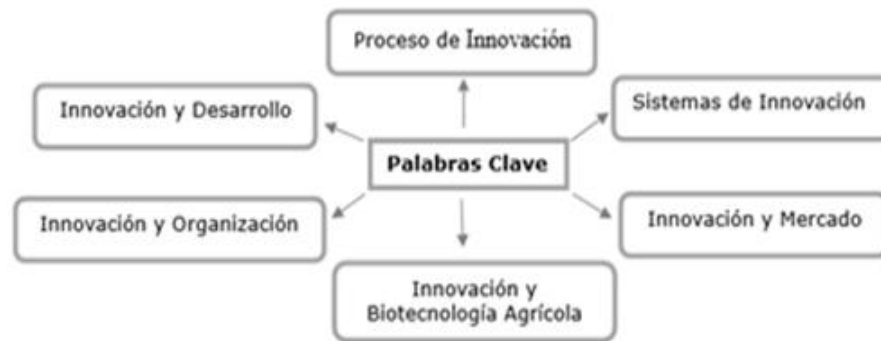 Proceso de Innovación
Innovación y Desarrollo
Sistemas de Innovación
Palabras Clave
Innovación y Organización
Innovación y Mercado
Innovación y
Biotecnología Agrícola